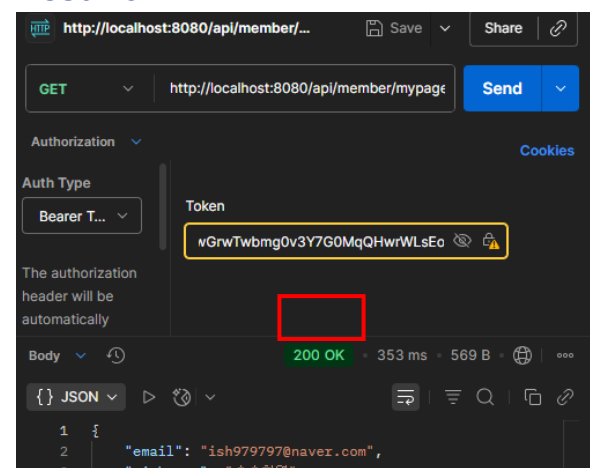 HTTP http://localhost:8080/api/member/... Save Share
GET http://localhost:8080/api/member/mypage Send
Authorization
Cookies
Auth Type
Bearer T...
Token
GrwTwbmg0v3Y7G0MqQHwrWLsEo
The authorization
header will be
automatically
Body 200 OK • 353 ms • 569 B
{} JSON
1 {
2 "email": "ish979797@naver.com",